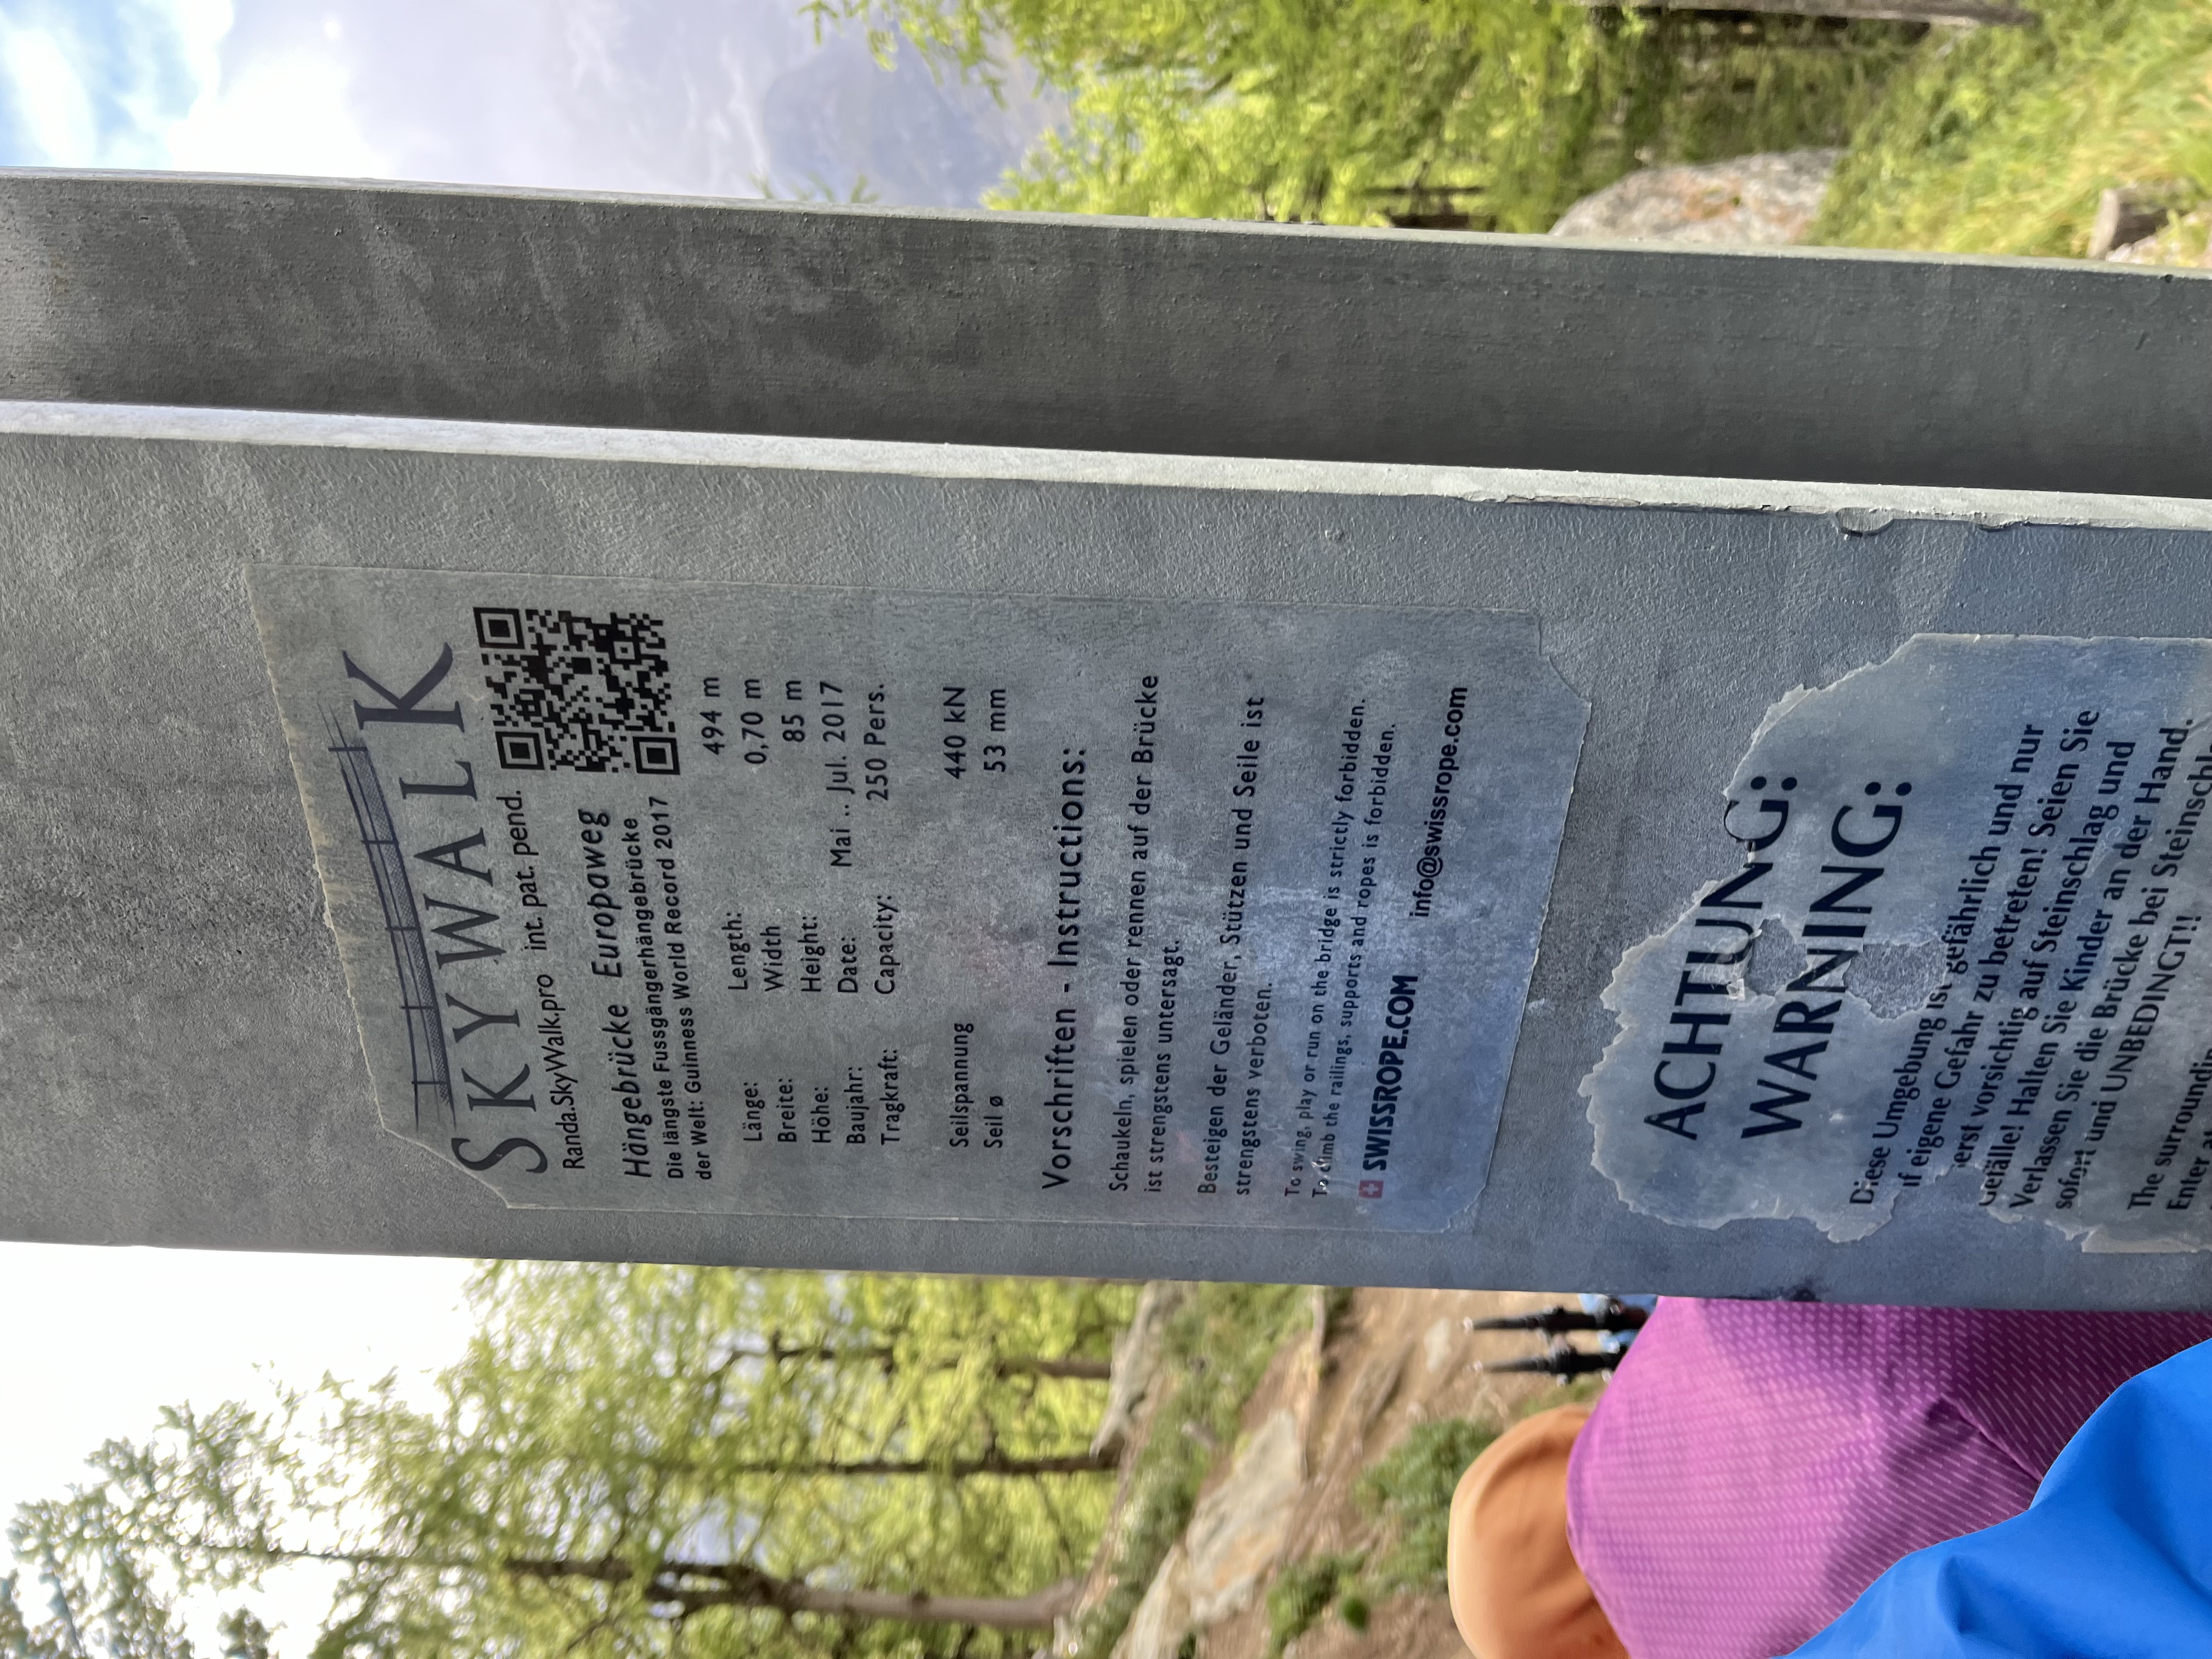 SKYWALK
Randa.SkyWalk.pro int. pat. pend.
Hängebrücke Europaweg
Die längste Fussgängerhängebrücke
der Welt: Guinness World Record 2017
Länge: Length: 494 m
Breite: Width 0,70 m
Höhe: Height: 85 m
Baujahr: Date: Mai .. Jul. 2017
Tragkraft: Capacity: 250 Pers.
Seilspannung 440 kN
Seil ø 53 mm
Vorschriften - Instructions:
Schaukeln, spielen oder rennen auf der Brücke
ist strengstens untersagt.
Besteigen der Geländer, Stützen und Seile ist
strengstens verboten.
To swing, play or run on the bridge is strictly forbidden.
To climb the railings, supports and ropes is forbidden.
SWISSROPE.COM info@swissrope.com
ACHTUNG:
WARNING:
Diese Umgebung ist gefährlich und nur
eigene Gefahr zu betreten! Seien Sie
vorsichtig auf Steinschlag und
Gefälle! Halten Sie Kinder an der Hand.
Verlassen Sie die Brücke bei
sofort und UNBEDINGT!!
The
Enter